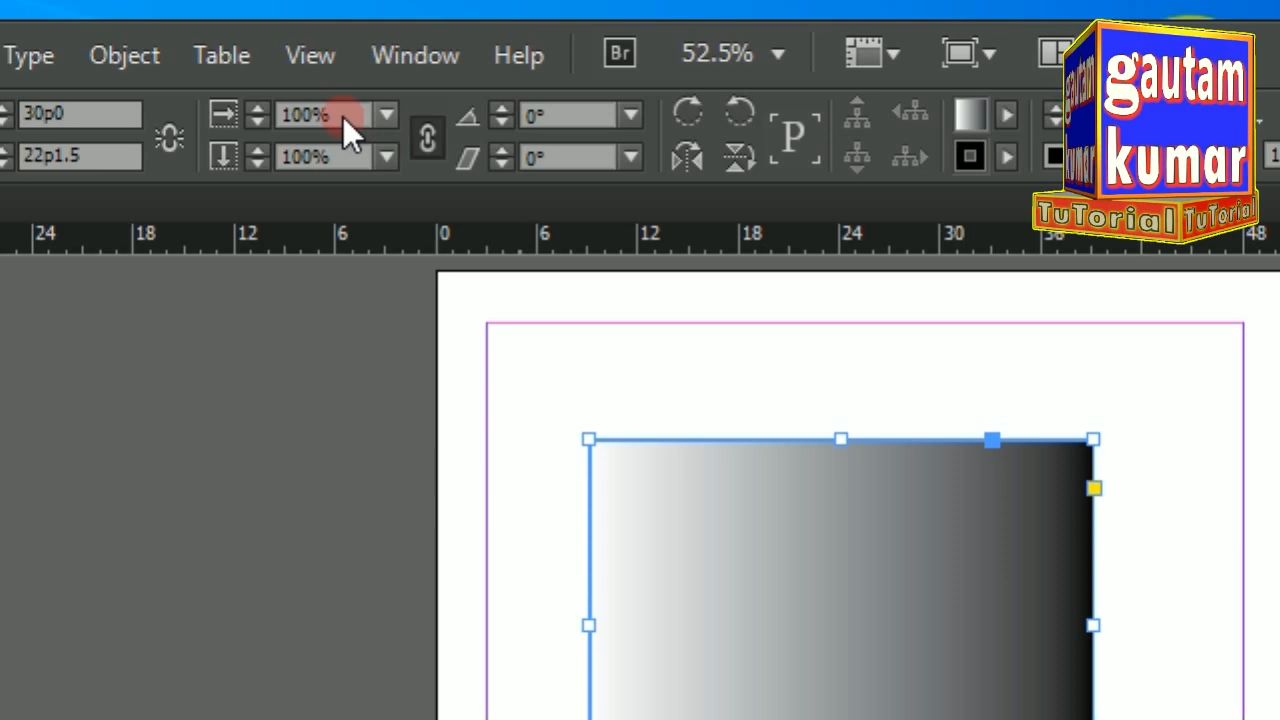 Type Object Table View Window Help Br 52.5%
30p0 100% 0°
22p1.5 100% 0°
P
24 18 12 6 0 6 12 18 24 30 36 48
gautam
kumar
gautam
kumar
TuTorial TuTorial